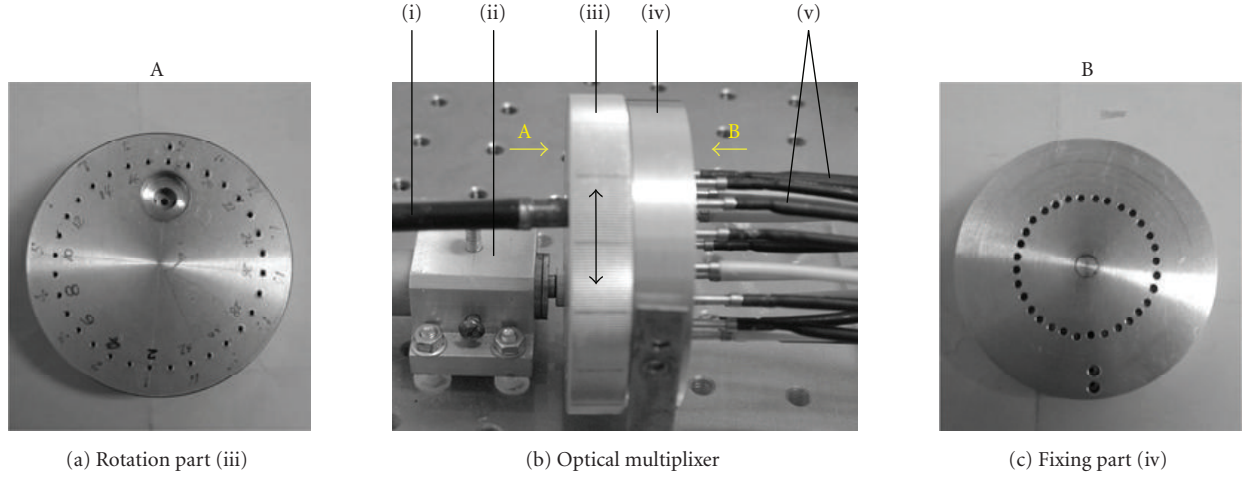 (i) (ii) (iii) (iv) (v)
A B
A B
(a) Rotation part (iii) (b) Optical multiplixer (c) Fixing part (iv)